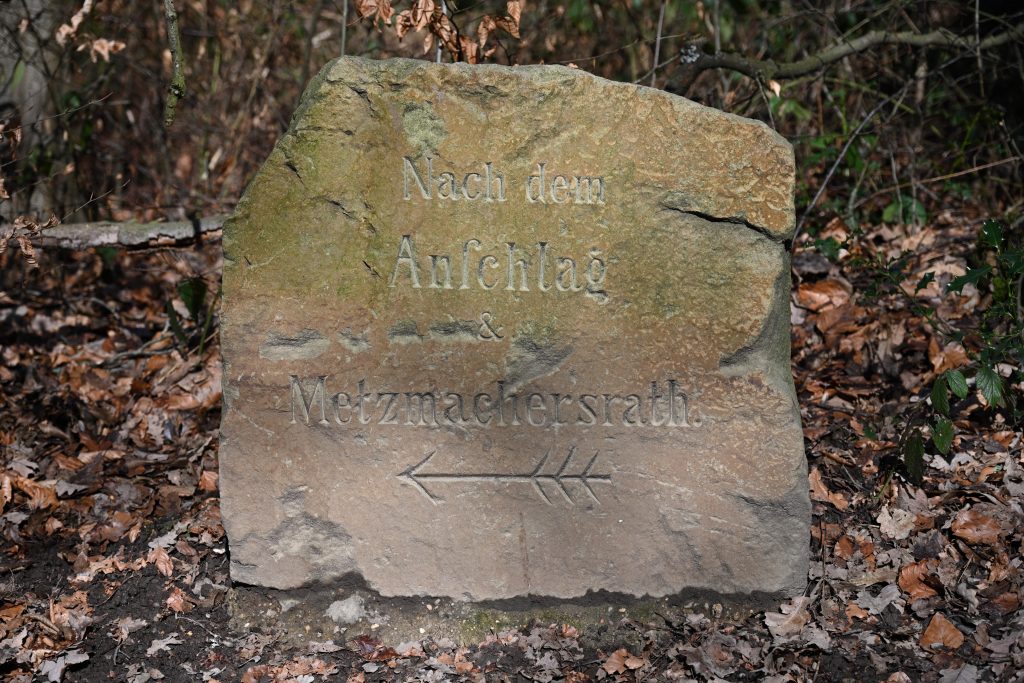 Nach dem
Anſchlag
&
Metzmachersrath.